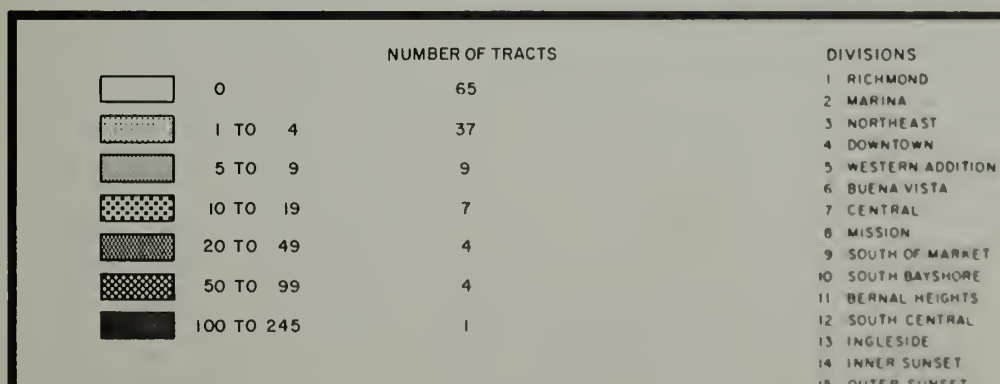 NUMBER OF TRACTS
0 65
1 TO 4 37
5 TO 9 9
10 TO 19 7
20 TO 49 4
50 TO 99 4
100 TO 245 1
DIVISIONS
1 RICHMOND
2 MARINA
3 NORTHEAST
4 DOWNTOWN
5 WESTERN ADDITION
6 BUENA VISTA
7 CENTRAL
8 MISSION
9 SOUTH OF MARKET
10 SOUTH BAYSHORE
11 BERNAL HEIGHTS
12 SOUTH CENTRAL
13 INGLESIDE
14 INNER SUNSET
15 OUTER SUNSET